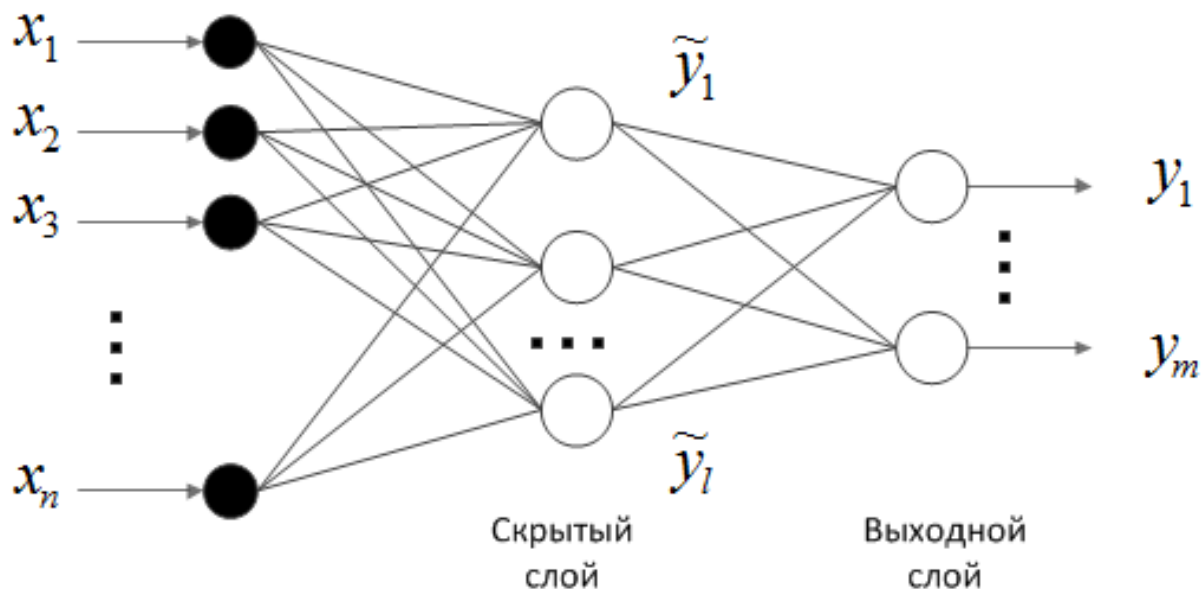 x₁
x₂
x₃
xₙ
ỹ₁
ỹₗ
y₁
yₘ
Скрытый
слой
Выходной
слой